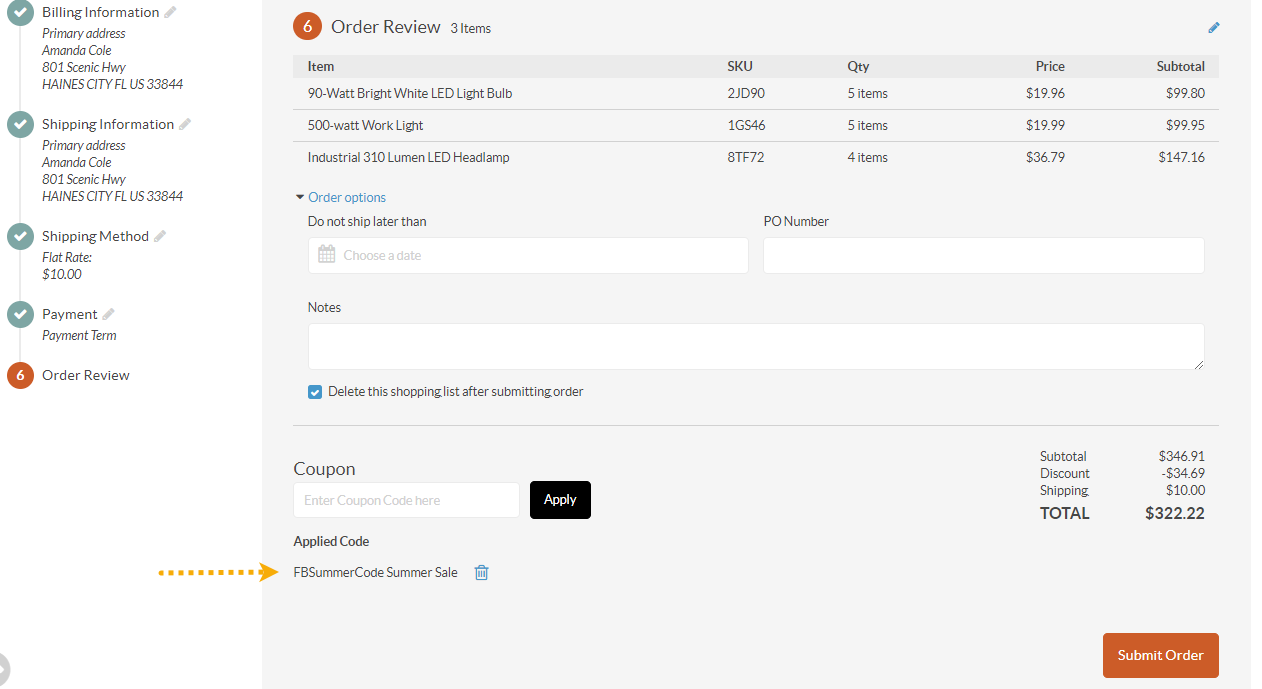 Billing Information
Primary address
Amanda Cole
801 Scenic Hwy
HAINES CITY FL US 33844
Shipping Information
Primary address
Amanda Cole
801 Scenic Hwy
HAINES CITY FL US 33844
Shipping Method
Flat Rate:
$10.00
Payment
Payment Term
6 Order Review
6 Order Review 3 Items
Item SKU Qty Price Subtotal
90-Watt Bright White LED Light Bulb 2JD90 5 items $19.96 $99.80
500-watt Work Light 1GS46 5 items $19.99 $99.95
Industrial 310 Lumen LED Headlamp 8TF72 4 items $36.79 $147.16
Order options
Do not ship later than PO Number
Choose a date
Notes
Delete this shopping list after submitting order
Coupon
Enter Coupon Code here Apply
Applied Code
FBSummerCode Summer Sale
Subtotal $346.91
Discount -$34.69
Shipping $10.00
TOTAL $322.22
Submit Order